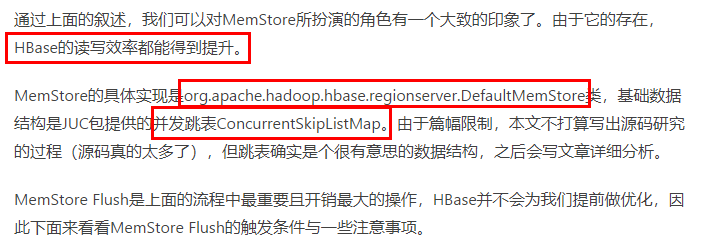 通过上面的叙述，我们可以对MemStore所扮演的角色有一个大致的印象了。由于它的存在，
HBase的读写效率都能得到提升。
MemStore的具体实现是org.apache.hadoop.hbase.regionserver.DefaultMemStore类，基础数据
结构是JUC包提供的并发跳表ConcurrentSkipListMap。由于篇幅限制，本文不打算写出源码研究
的过程（源码真的太多了），但跳表确实是个很有意思的数据结构，之后会写文章详细分析。
MemStore Flush是上面的流程中最重要且开销最大的操作，HBase并不会为我们提前做优化，因
此下面来看看MemStore Flush的触发条件与一些注意事项。